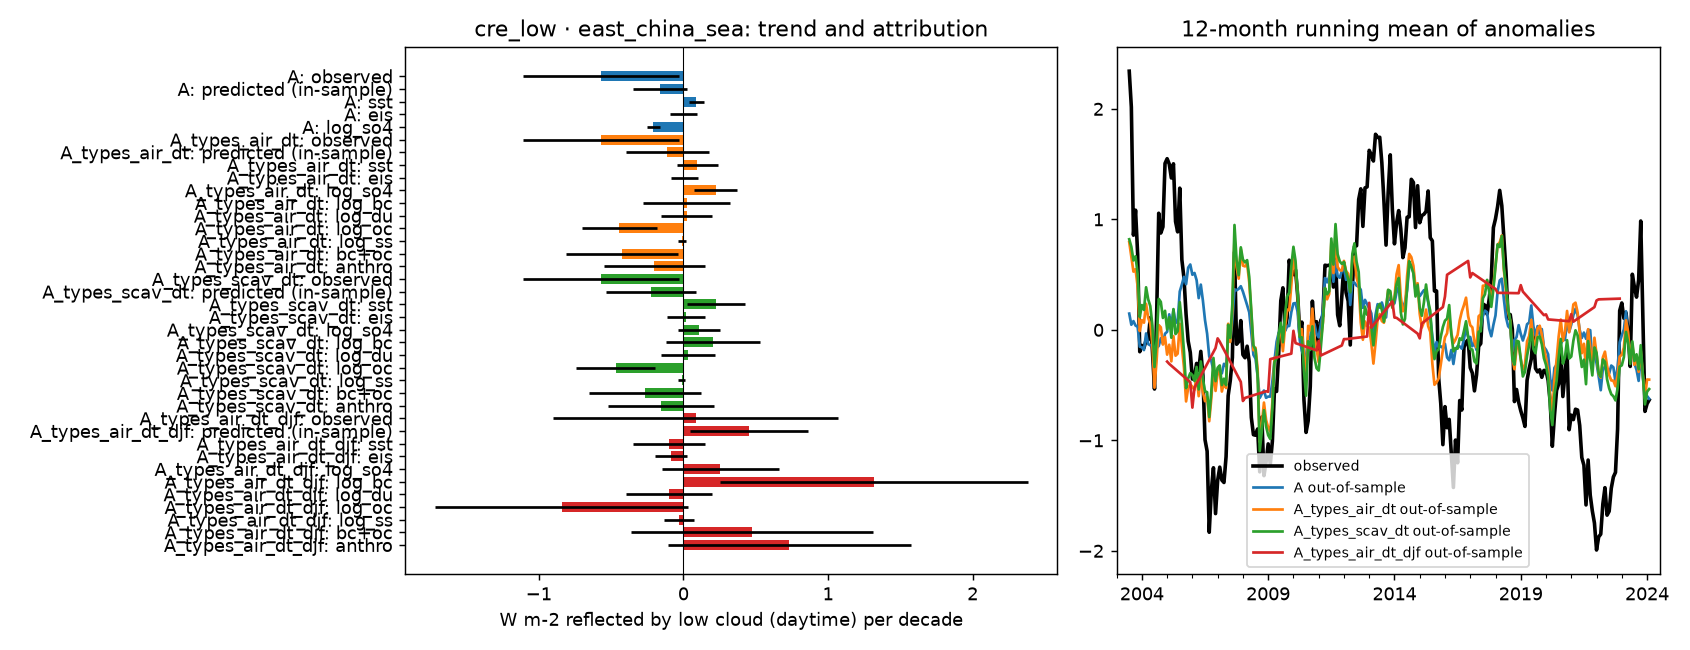 cre_low · east_china_sea: trend and attribution
A: observed
A: predicted (in-sample)
A: sst
A: eis
A: log_so4
A_types_air_dt: observed
A_types_air_dt: predicted (in-sample)
A_types_air_dt: sst
A_types_air_dt: eis
A_types_air_dt: log_so4
A_types_air_dt: log_bc
A_types_air_dt: log_du
A_types_air_dt: log_oc
A_types_air_dt: log_ss
A_types_air_dt: bc+oc
A_types_air_dt: anthro
A_types_scav_dt: observed
A_types_scav_dt: predicted (in-sample)
A_types_scav_dt: sst
A_types_scav_dt: eis
A_types_scav_dt: log_so4
A_types_scav_dt: log_bc
A_types_scav_dt: log_du
A_types_scav_dt: log_oc
A_types_scav_dt: log_ss
A_types_scav_dt: bc+oc
A_types_scav_dt: anthro
A_types_air_dt_djf: observed
A_types_air_dt_djf: predicted (in-sample)
A_types_air_dt_djf: sst
A_types_air_dt_djf: eis
A_types_air_dt_djf: log_so4
A_types_air_dt_djf: log_bc
A_types_air_dt_djf: log_du
A_types_air_dt_djf: log_oc
A_types_air_dt_djf: log_ss
A_types_air_dt_djf: bc+oc
A_types_air_dt_djf: anthro
−1 0 1 2
W m-2 reflected by low cloud (daytime) per decade
12-month running mean of anomalies
2
1
0
−1
−2
observed
A out-of-sample
A_types_air_dt out-of-sample
A_types_scav_dt out-of-sample
A_types_air_dt_djf out-of-sample
2004 2009 2014 2019 2024